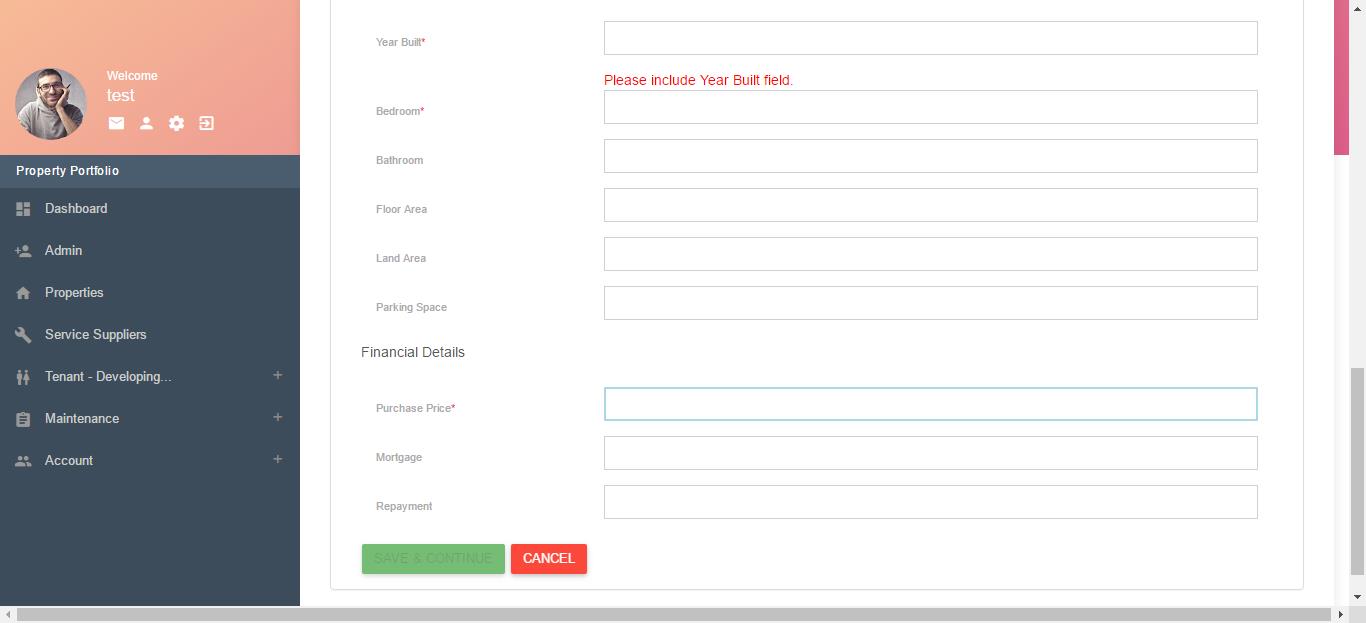 Welcome
test
Property Portfolio
Dashboard
Admin
Properties
Service Suppliers
Tenant - Developing... +
Maintenance +
Account +
Year Built*
Please include Year Built field.
Bedroom*
Bathroom
Floor Area
Land Area
Parking Space
Financial Details
Purchase Price*
Mortgage
Repayment
SAVE & CONTINUE CANCEL